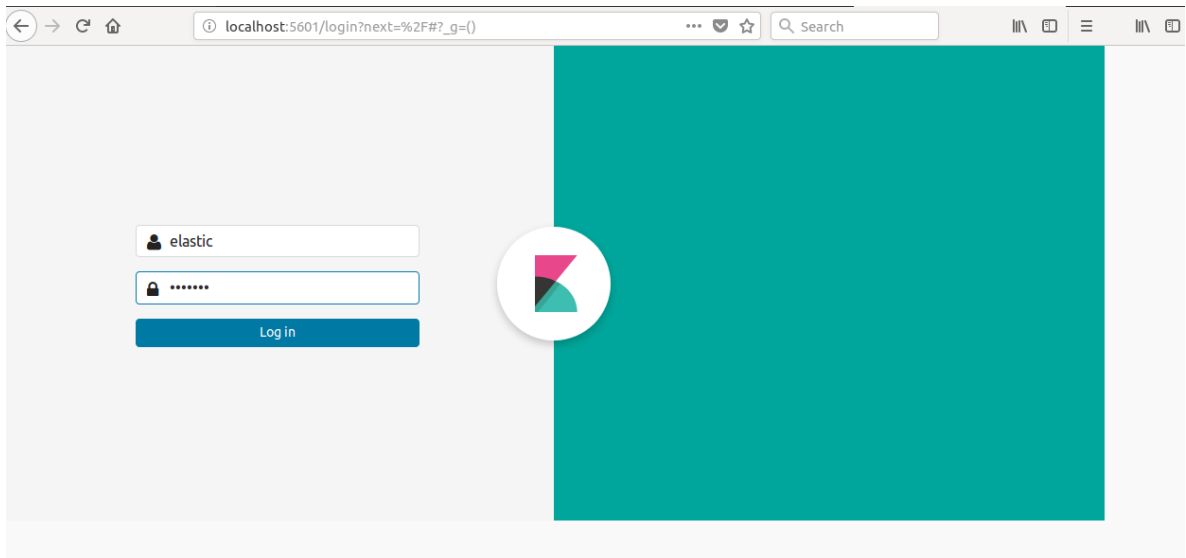 localhost:5601/login?next=%2F#?_g=()
Search
elastic
•••••••
Log in